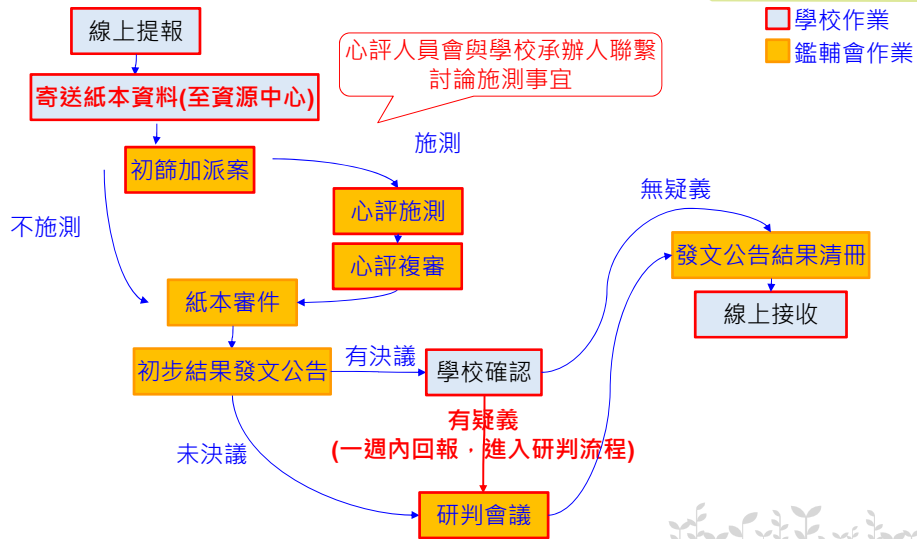 線上提報
學校作業
鑑輔會作業
心評人員會與學校承辦人聯繫
討論施測事宜
寄送紙本資料(至資源中心)
施測
初篩加派案
無疑義
不施測
心評施測
心評複審
發文公告結果清冊
紙本審件
線上接收
初步結果發文公告
有決議
學校確認
有疑義
(一週內回報，進入研判流程)
未決議
研判會議